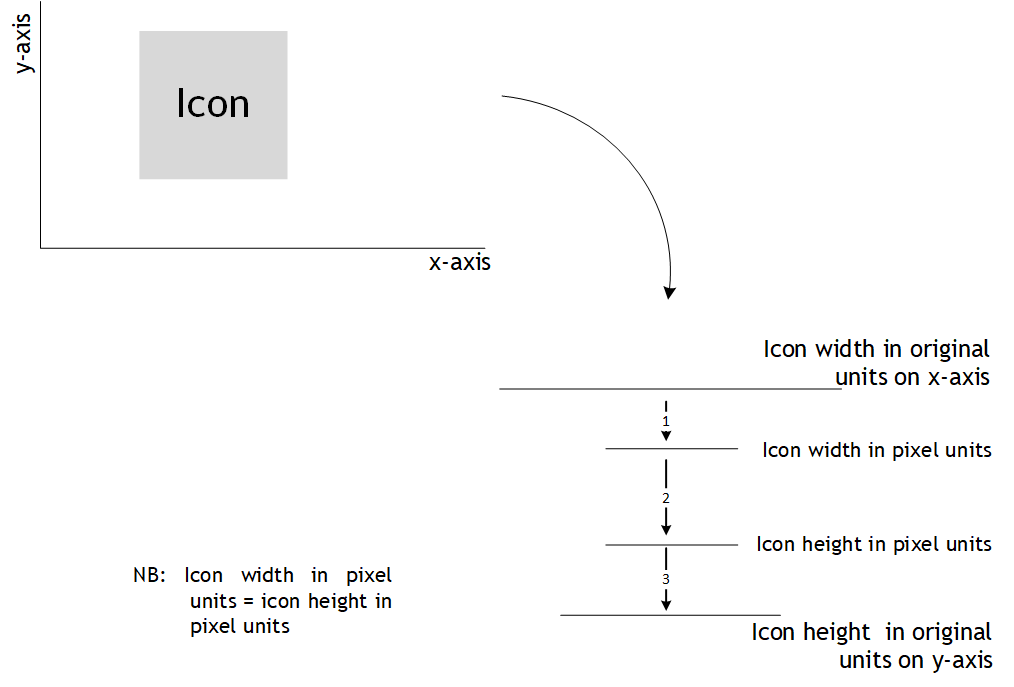 y-axis
Icon
x-axis
Icon width in original
units on x-axis
1
Icon width in pixel units
2
Icon height in pixel units
3
NB: Icon width in pixel
units = icon height in
pixel units
Icon height in original
units on y-axis